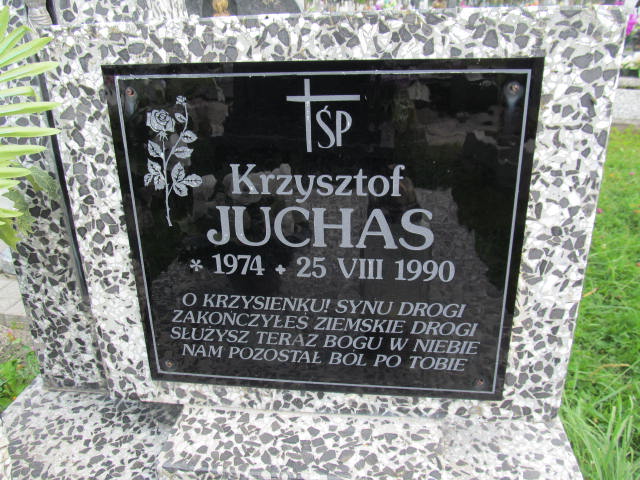 ŚP
Krzysztof
JUCHAS
* 1974 + 25 VIII 1990
O KRZYSIENKU! SYNU DROGI
ZAKOŃCZYŁEŚ ZIEMSKIE DROGI
SŁUŻYSZ TERAZ BOGU W NIEBIE
NAM POZOSTAŁ BOL PO TOBIE